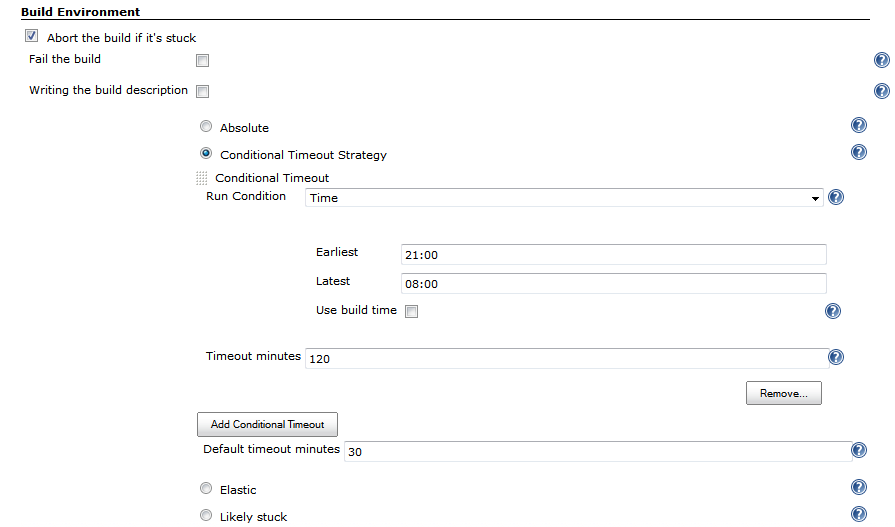 Build Environment
Abort the build if it's stuck
Fail the build
Writing the build description
Absolute
Conditional Timeout Strategy
Conditional Timeout
Run Condition Time
Earliest 21:00
Latest 08:00
Use build time
Timeout minutes 120
Remove...
Add Conditional Timeout
Default timeout minutes 30
Elastic
Likely stuck